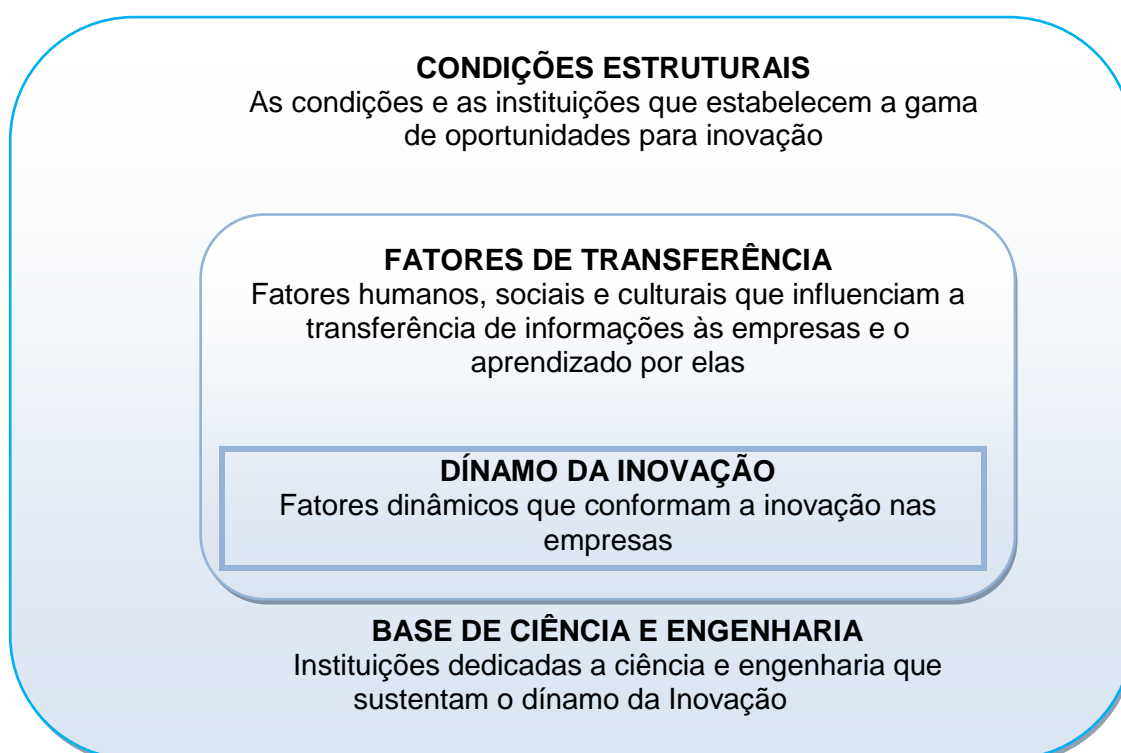 CONDIÇÕES ESTRUTURAIS
As condições e as instituições que estabelecem a gama
de oportunidades para inovação
FATORES DE TRANSFERÊNCIA
Fatores humanos, sociais e culturais que influenciam a
transferência de informações às empresas e o
aprendizado por elas
DÍNAMO DA INOVAÇÃO
Fatores dinâmicos que conformam a inovação nas
empresas
BASE DE CIÊNCIA E ENGENHARIA
Instituições dedicadas a ciência e engenharia que
sustentam o dínamo da Inovação